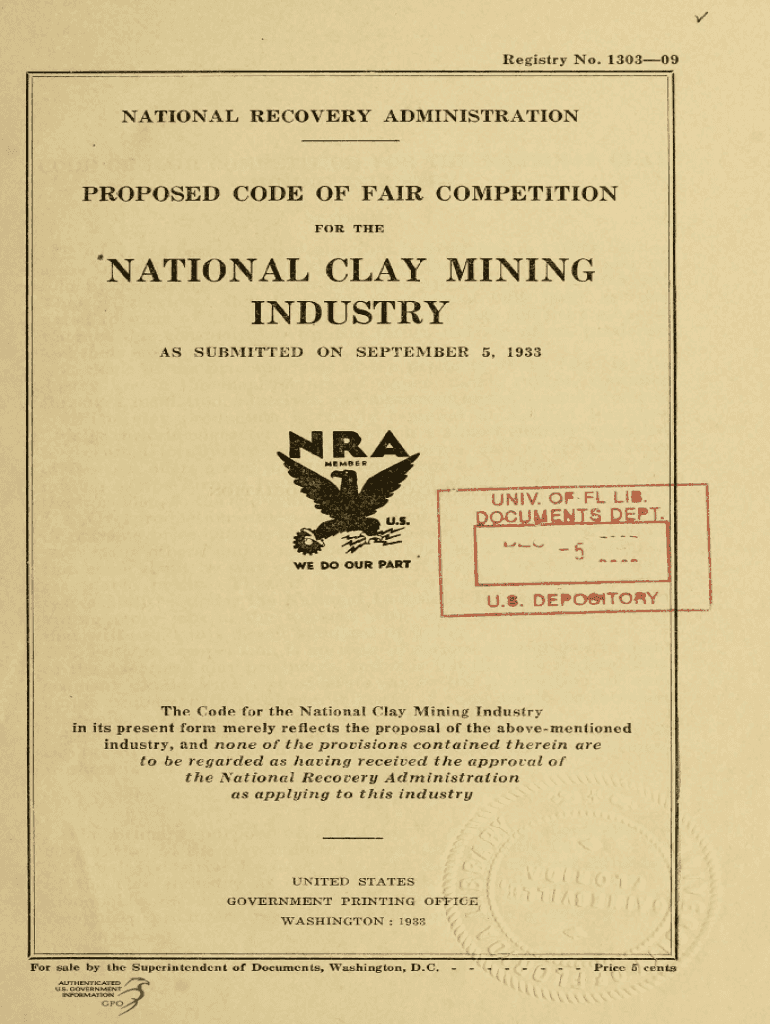 Registry No. 1303—09
NATIONAL RECOVERY ADMINISTRATION
PROPOSED CODE OF FAIR COMPETITION
FOR THE
NATIONAL CLAY MINING
INDUSTRY
AS SUBMITTED ON SEPTEMBER 5, 1933
NRA
MEMBER
U.S.
WE DO OUR PART
UNIV. OF FL LIB.
DOCUMENTS DEPT.
DEC -5
U.S. DEPOSITORY
The Code for the National Clay Mining Industry
in its present form merely reflects the proposal of the above-mentioned
industry, and none of the provisions contained therein are
to be regarded as having received the approval of
the National Recovery Administration
as applying to this industry
UNITED STATES
GOVERNMENT PRINTING OFFICE
WASHINGTON : 1933
For sale by the Superintendent of Documents, Washington, D.C. - - - - - - - - Price 5 cents
AUTHENTICATED
U.S. GOVERNMENT
INFORMATION
GPO